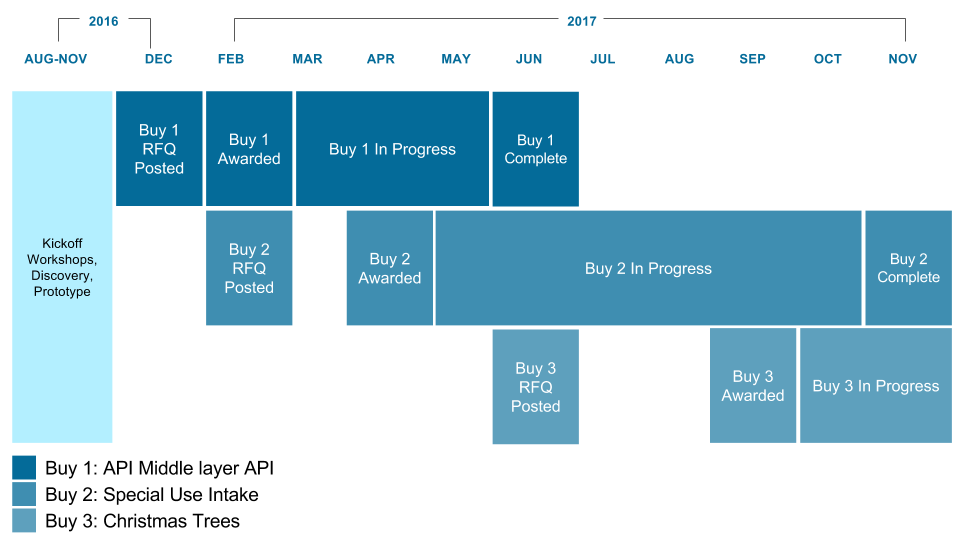 2016
2017
AUG-NOV
DEC
FEB
MAR
APR
MAY
JUN
JUL
AUG
SEP
OCT
NOV
Kickoff
Workshops,
Discovery,
Prototype
Buy 1
RFQ
Posted
Buy 1
Awarded
Buy 1 In Progress
Buy 1
Complete
Buy 2
RFQ
Posted
Buy 2
Awarded
Buy 2 In Progress
Buy 2
Complete
Buy 3
RFQ
Posted
Buy 3
Awarded
Buy 3 In Progress
Buy 1: API Middle layer API
Buy 2: Special Use Intake
Buy 3: Christmas Trees